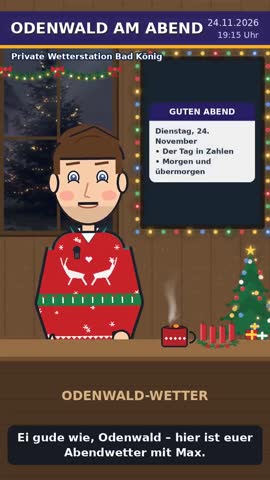 ODENWALD AM ABEND
24.11.2026
19:15 Uhr
Private Wetterstation Bad König
GUTEN ABEND
Dienstag, 24.
November
• Der Tag in Zahlen
• Morgen und
übermorgen
ODENWALD-WETTER
Ei gude wie, Odenwald – hier ist euer
Abendwetter mit Max.